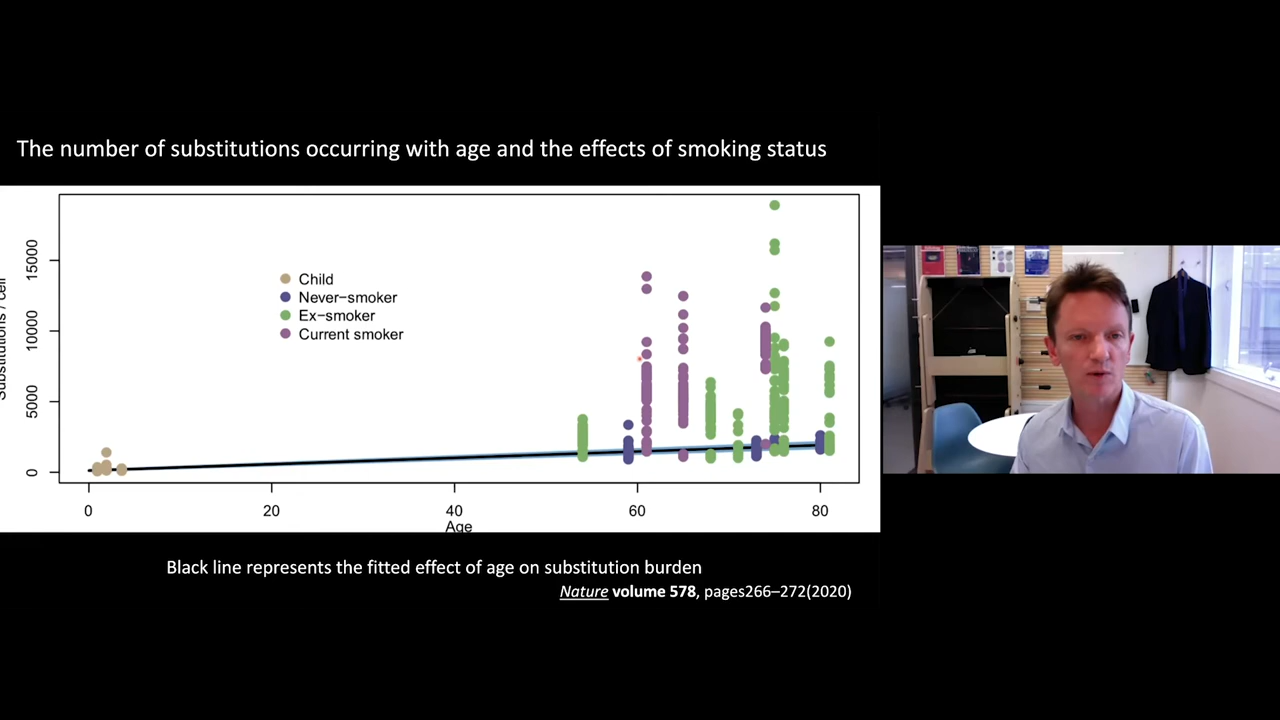 The number of substitutions occurring with age and the effects of smoking status
Substitutions / cell
15000
10000
5000
0
Child
Never−smoker
Ex−smoker
Current smoker
0 20 40 60 80
Age
Black line represents the fitted effect of age on substitution burden
Nature volume 578, pages266–272(2020)